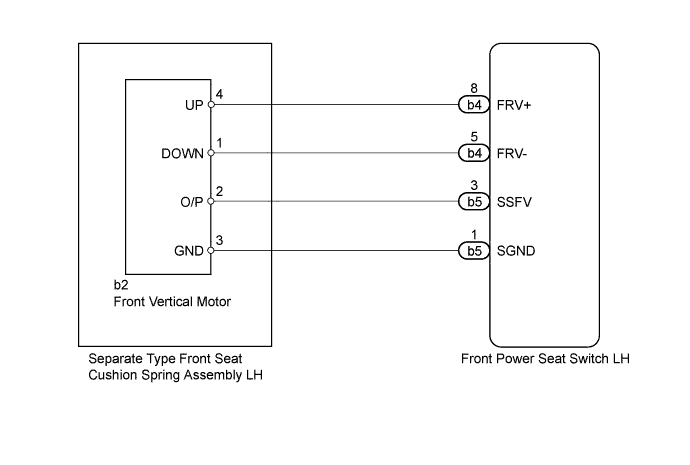 UP 4 8 b4 FRV+
DOWN 1 5 b4 FRV-
O/P 2 3 b5 SSFV
GND 3 1 b5 SGND
b2
Front Vertical Motor
Separate Type Front Seat
Cushion Spring Assembly LH
Front Power Seat Switch LH